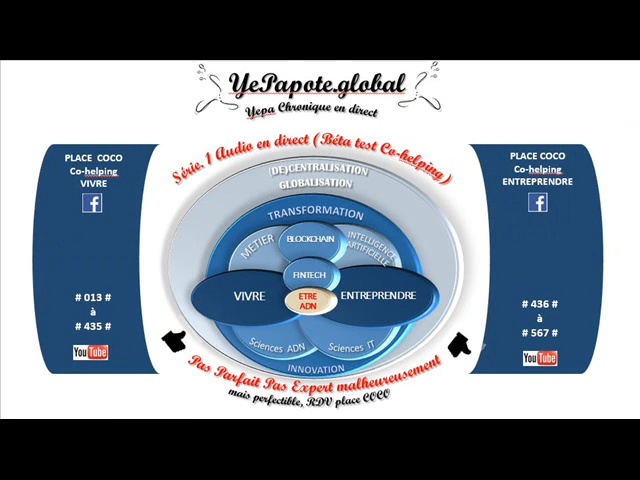 YePapote.global
Yepa Chronique en direct
Série. 1 Audio en direct (Béta test Co-helping)
PLACE COCO
Co-helping
VIVRE
# 013 #
à
# 435 #
YouTube
(DE)CENTRALISATION
GLOBALISATION
TRANSFORMATION
METIER
BLOCKCHAIN
INTELLIGENCE
ARTIFICIELLE
FINTECH
VIVRE
ETRE
ADN
ENTREPRENDRE
Sciences ADN
Sciences IT
INNOVATION
PLACE COCO
Co-helping
ENTREPRENDRE
# 436 #
à
# 567 #
YouTube
Pas Parfait Pas Expert malheureusement
mais perfectible, RDV place COCO